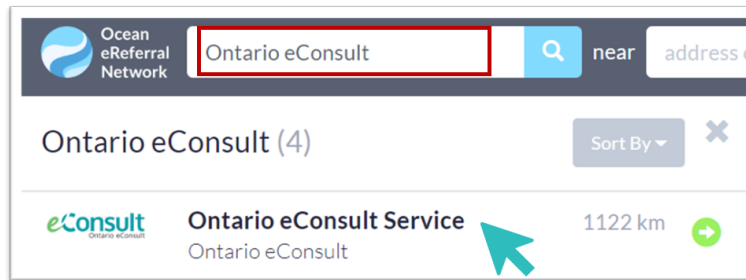 Ocean
eReferral
Network
Ontario eConsult
near
address
Ontario eConsult (4)
Sort By
eConsult
Ontario eConsult
Ontario eConsult Service
1122 km
Ontario eConsult